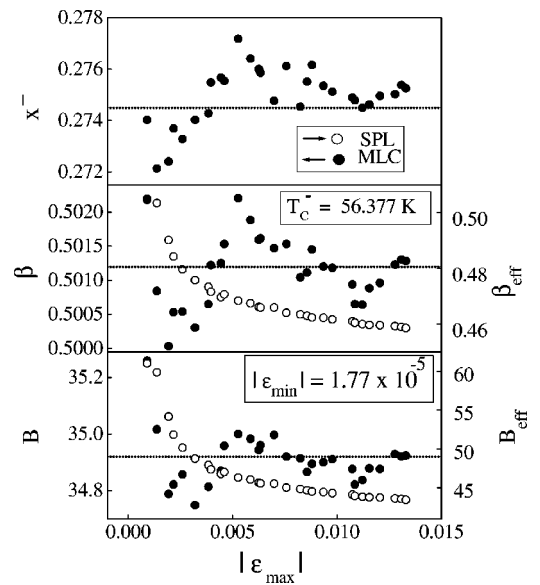 0.278
0.276
0.274
0.272
x⁻
SPL
MLC
0.5020
0.5015
0.5010
0.5005
0.5000
β
T_C⁻ = 56.377 K
0.50
0.48
0.46
β_eff
35.2
35.0
34.8
B
|ε_min| = 1.77 x 10⁻⁵
60
55
50
45
B_eff
0.000
0.005
0.010
0.015
|ε_max|